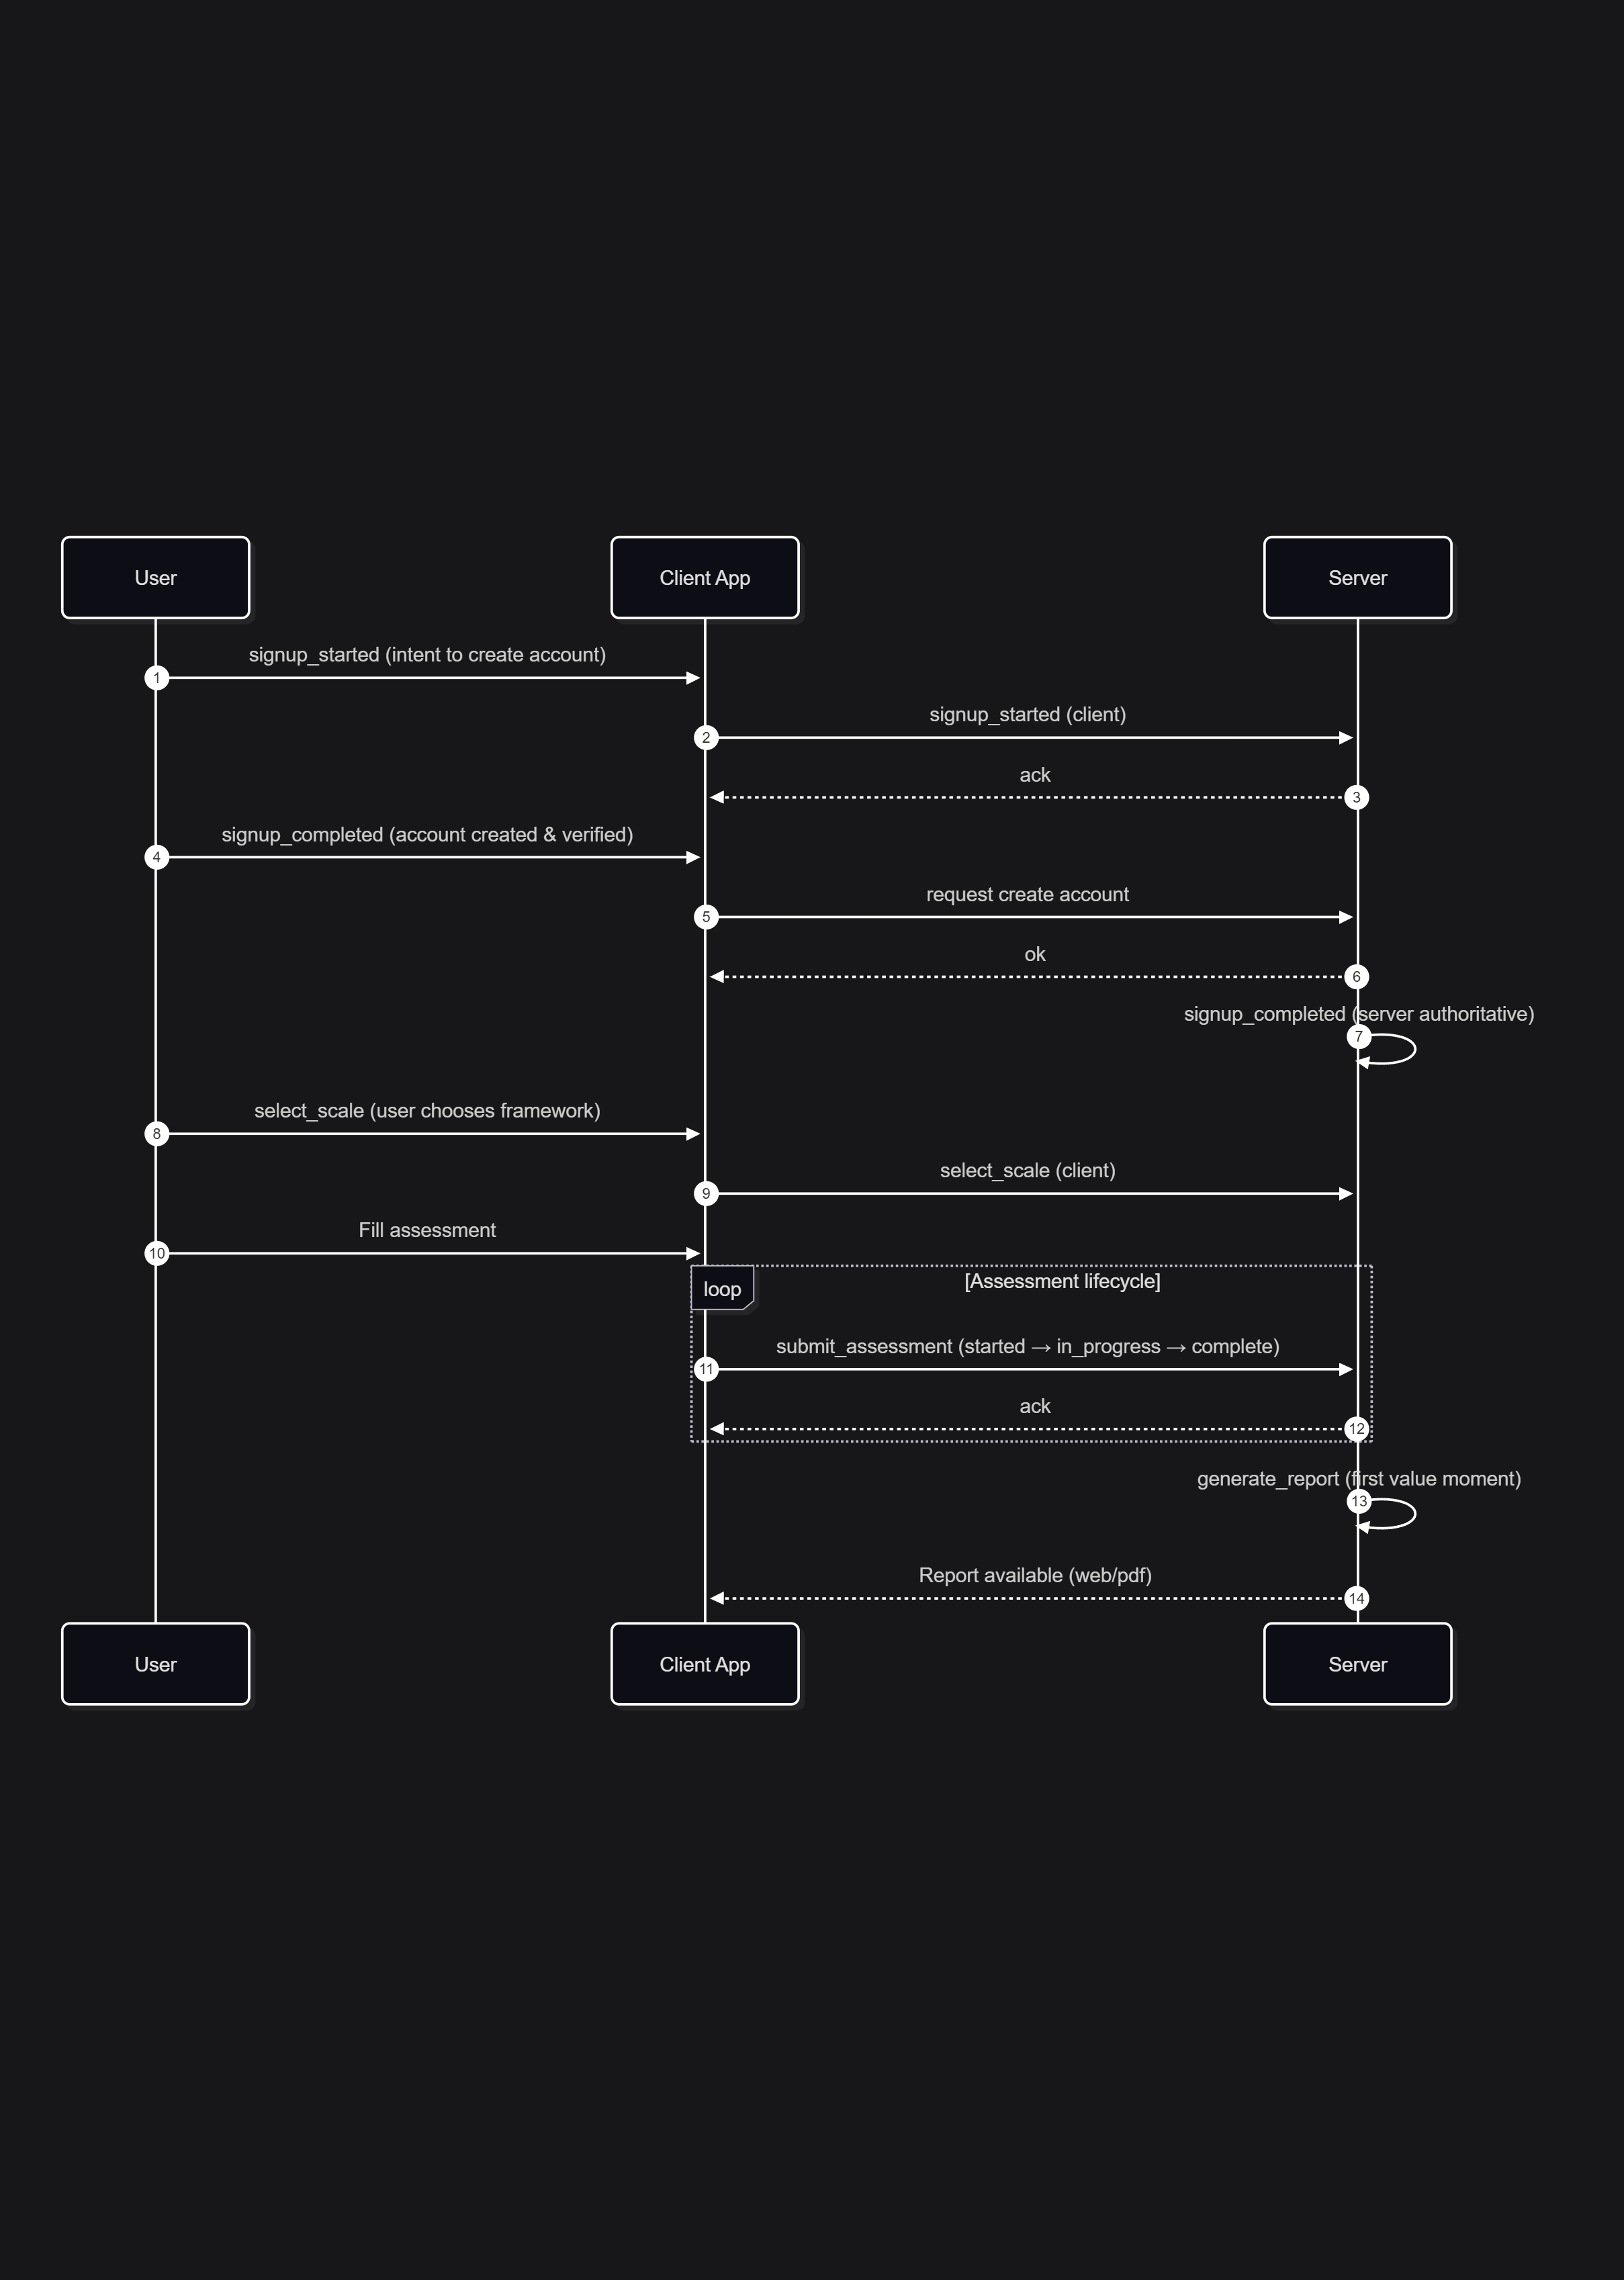 User
Client App
Server
signup_started (intent to create account)
1
signup_started (client)
2
ack
3
signup_completed (account created & verified)
4
request create account
5
ok
6
signup_completed (server authoritative)
7
select_scale (user chooses framework)
8
select_scale (client)
9
Fill assessment
10
loop
[Assessment lifecycle]
submit_assessment (started → in_progress → complete)
11
ack
12
generate_report (first value moment)
13
Report available (web/pdf)
14
User
Client App
Server